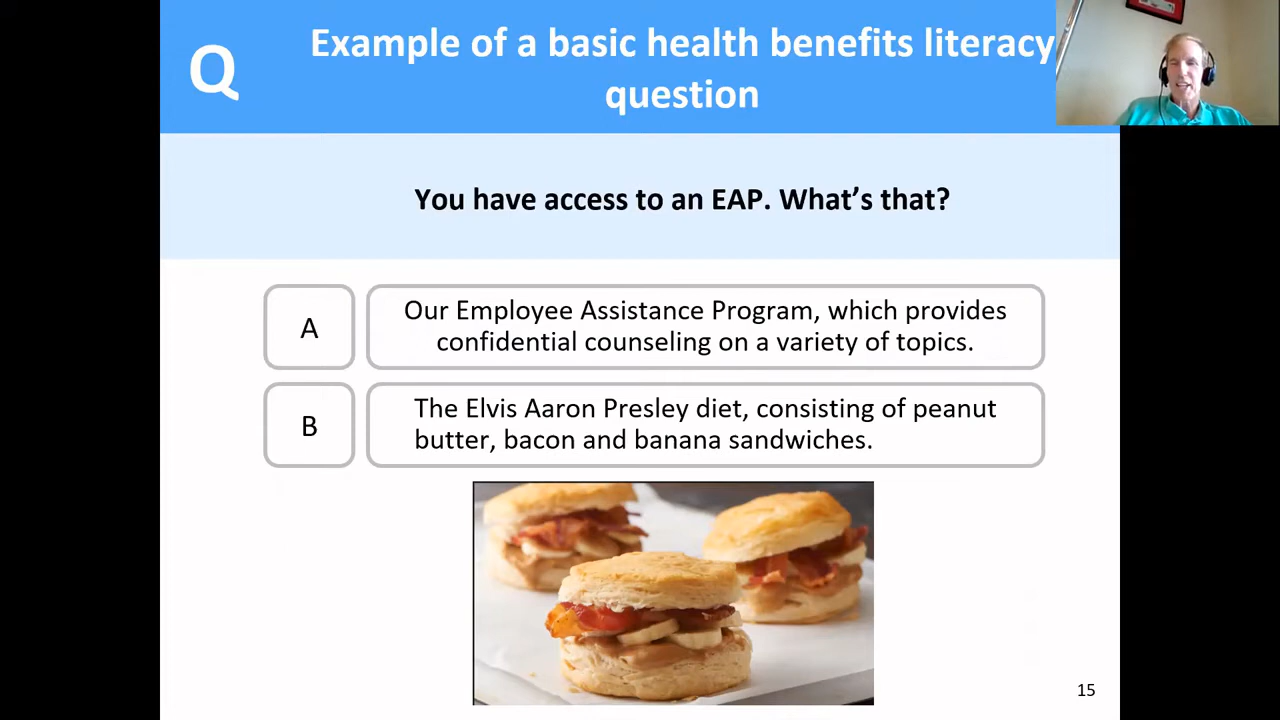 Q
Example of a basic health benefits literacy
question
You have access to an EAP. What’s that?
A
Our Employee Assistance Program, which provides
confidential counseling on a variety of topics.
B
The Elvis Aaron Presley diet, consisting of peanut
butter, bacon and banana sandwiches.
15